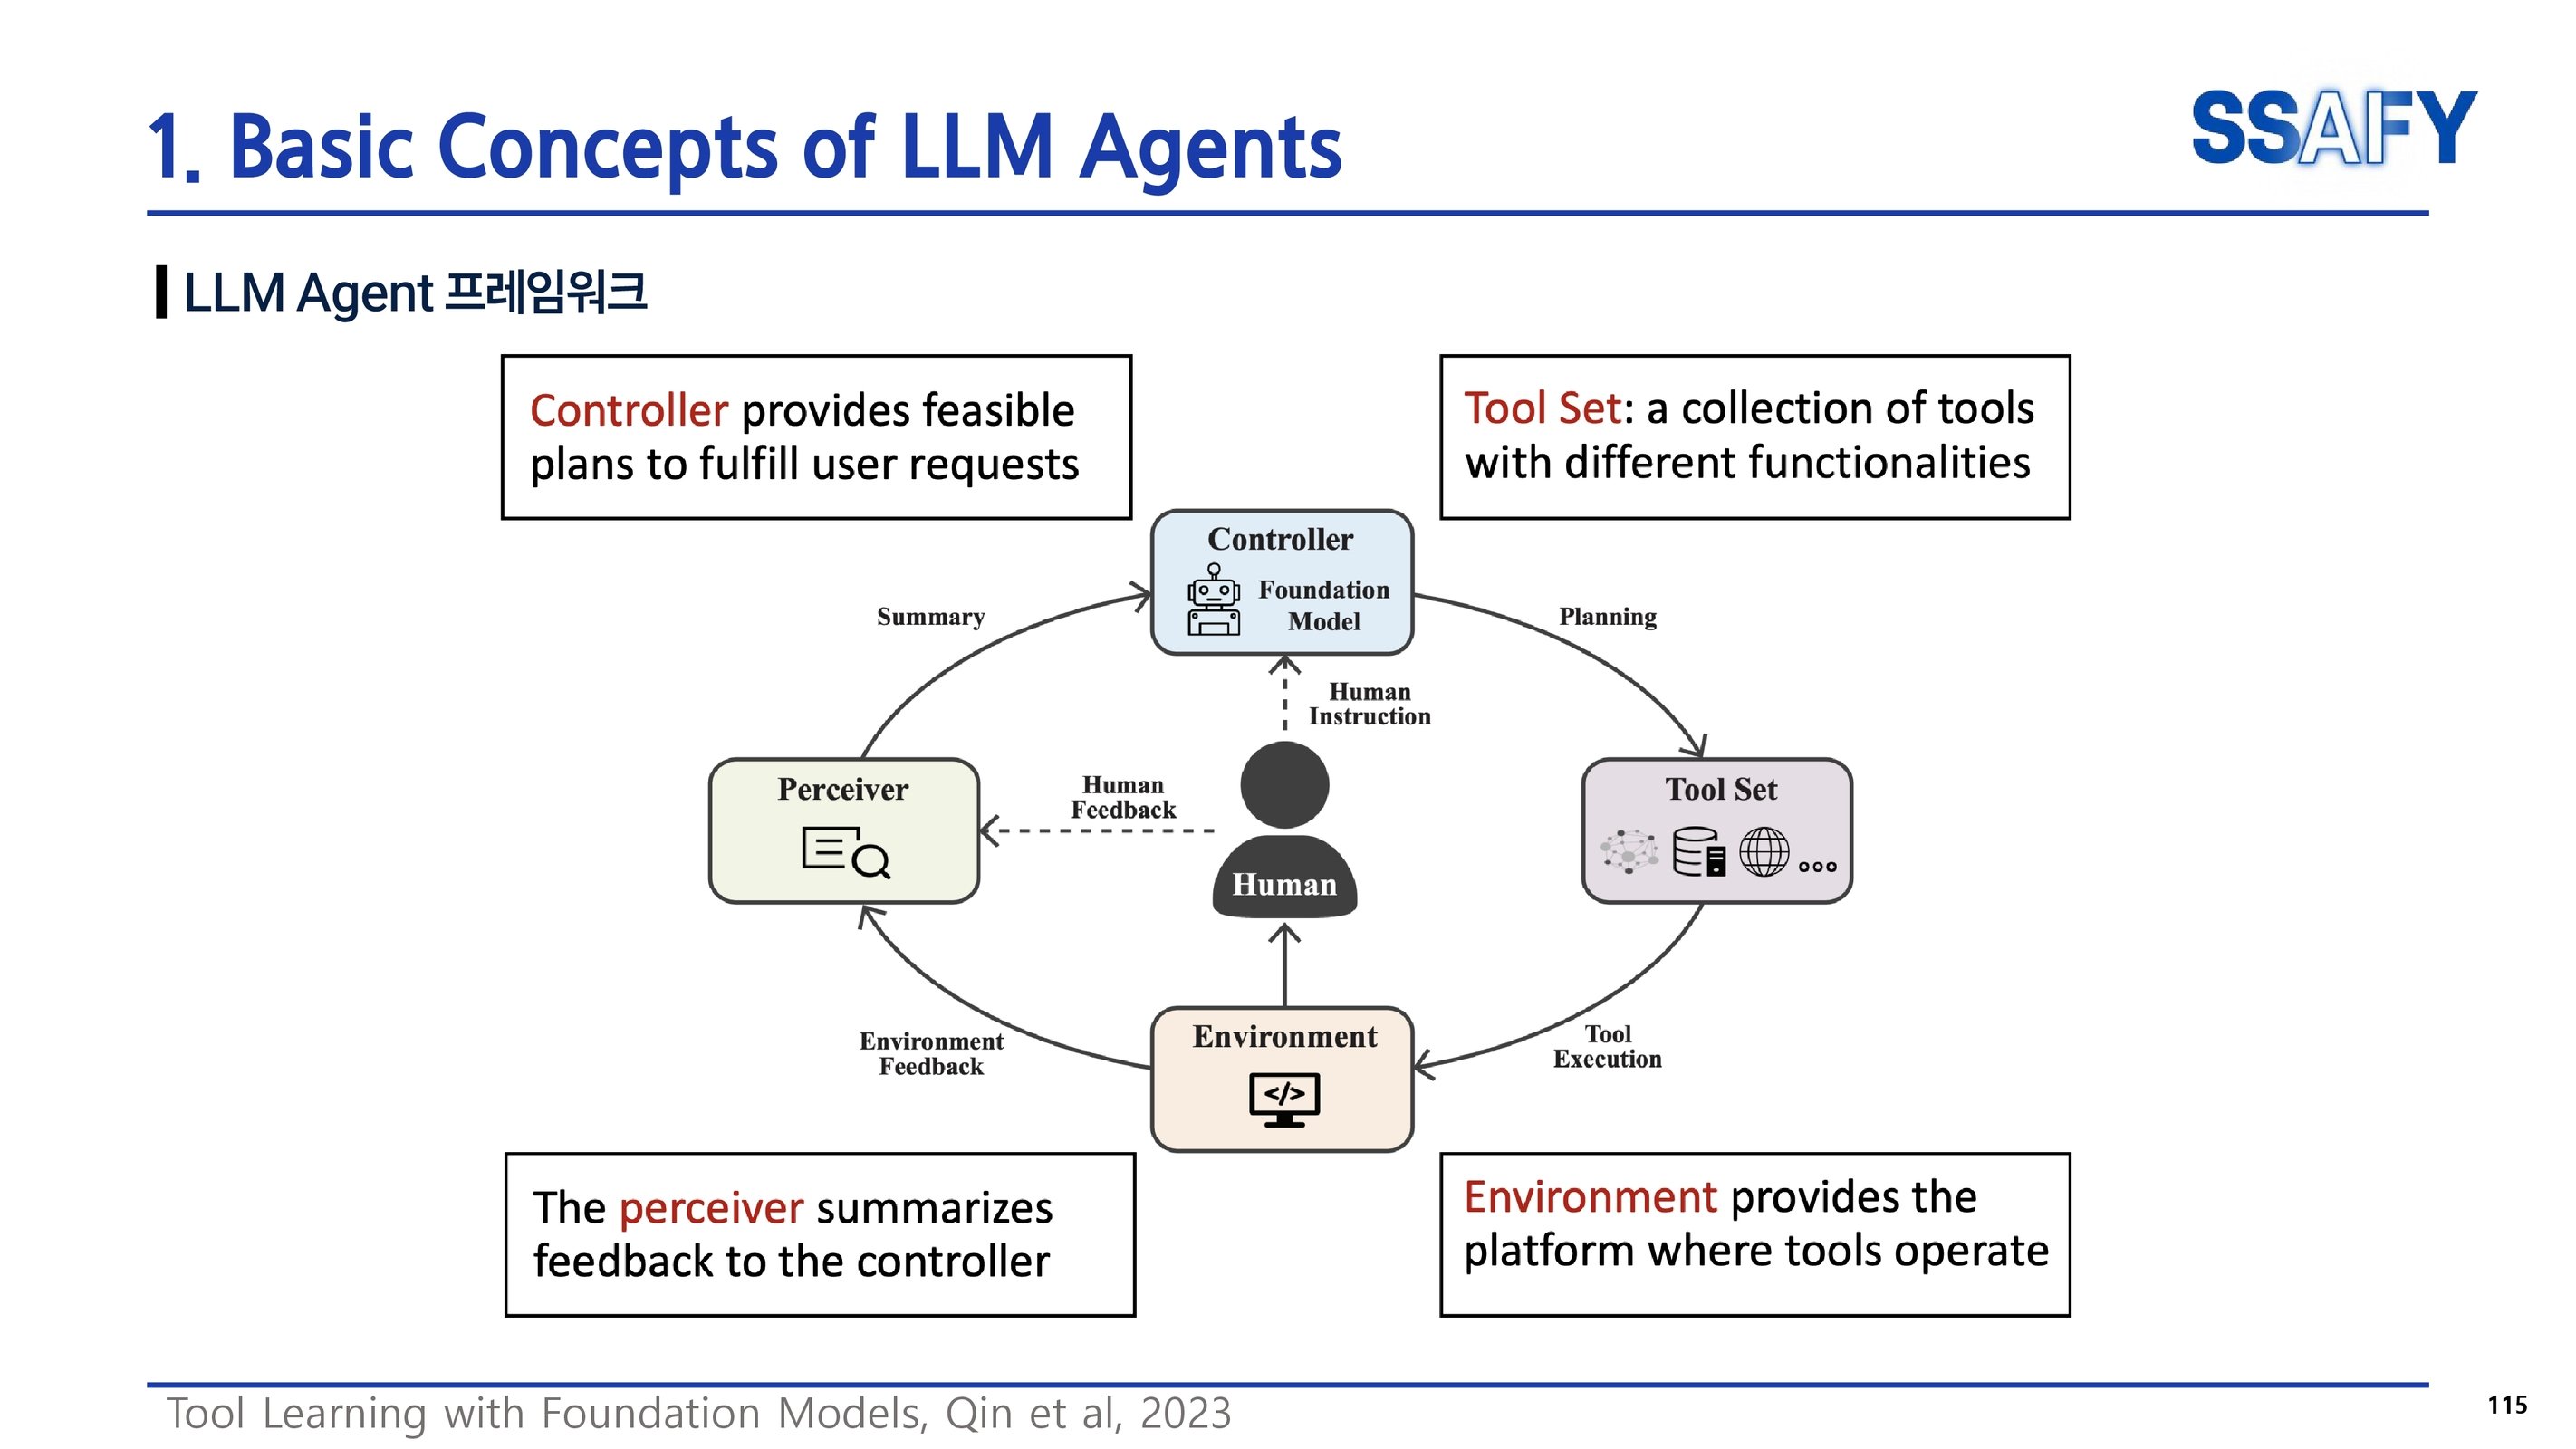 1. Basic Concepts of LLM Agents
SSAFY
LLM Agent 프레임워크
Controller provides feasible
plans to fulfill user requests
Tool Set: a collection of tools
with different functionalities
Controller
Foundation
Model
Summary
Planning
Human
Instruction
Perceiver
Human
Feedback
Tool Set
Human
Environment
Feedback
Environment
</>
Tool
Execution
The perceiver summarizes
feedback to the controller
Environment provides the
platform where tools operate
Tool Learning with Foundation Models, Qin et al, 2023
115